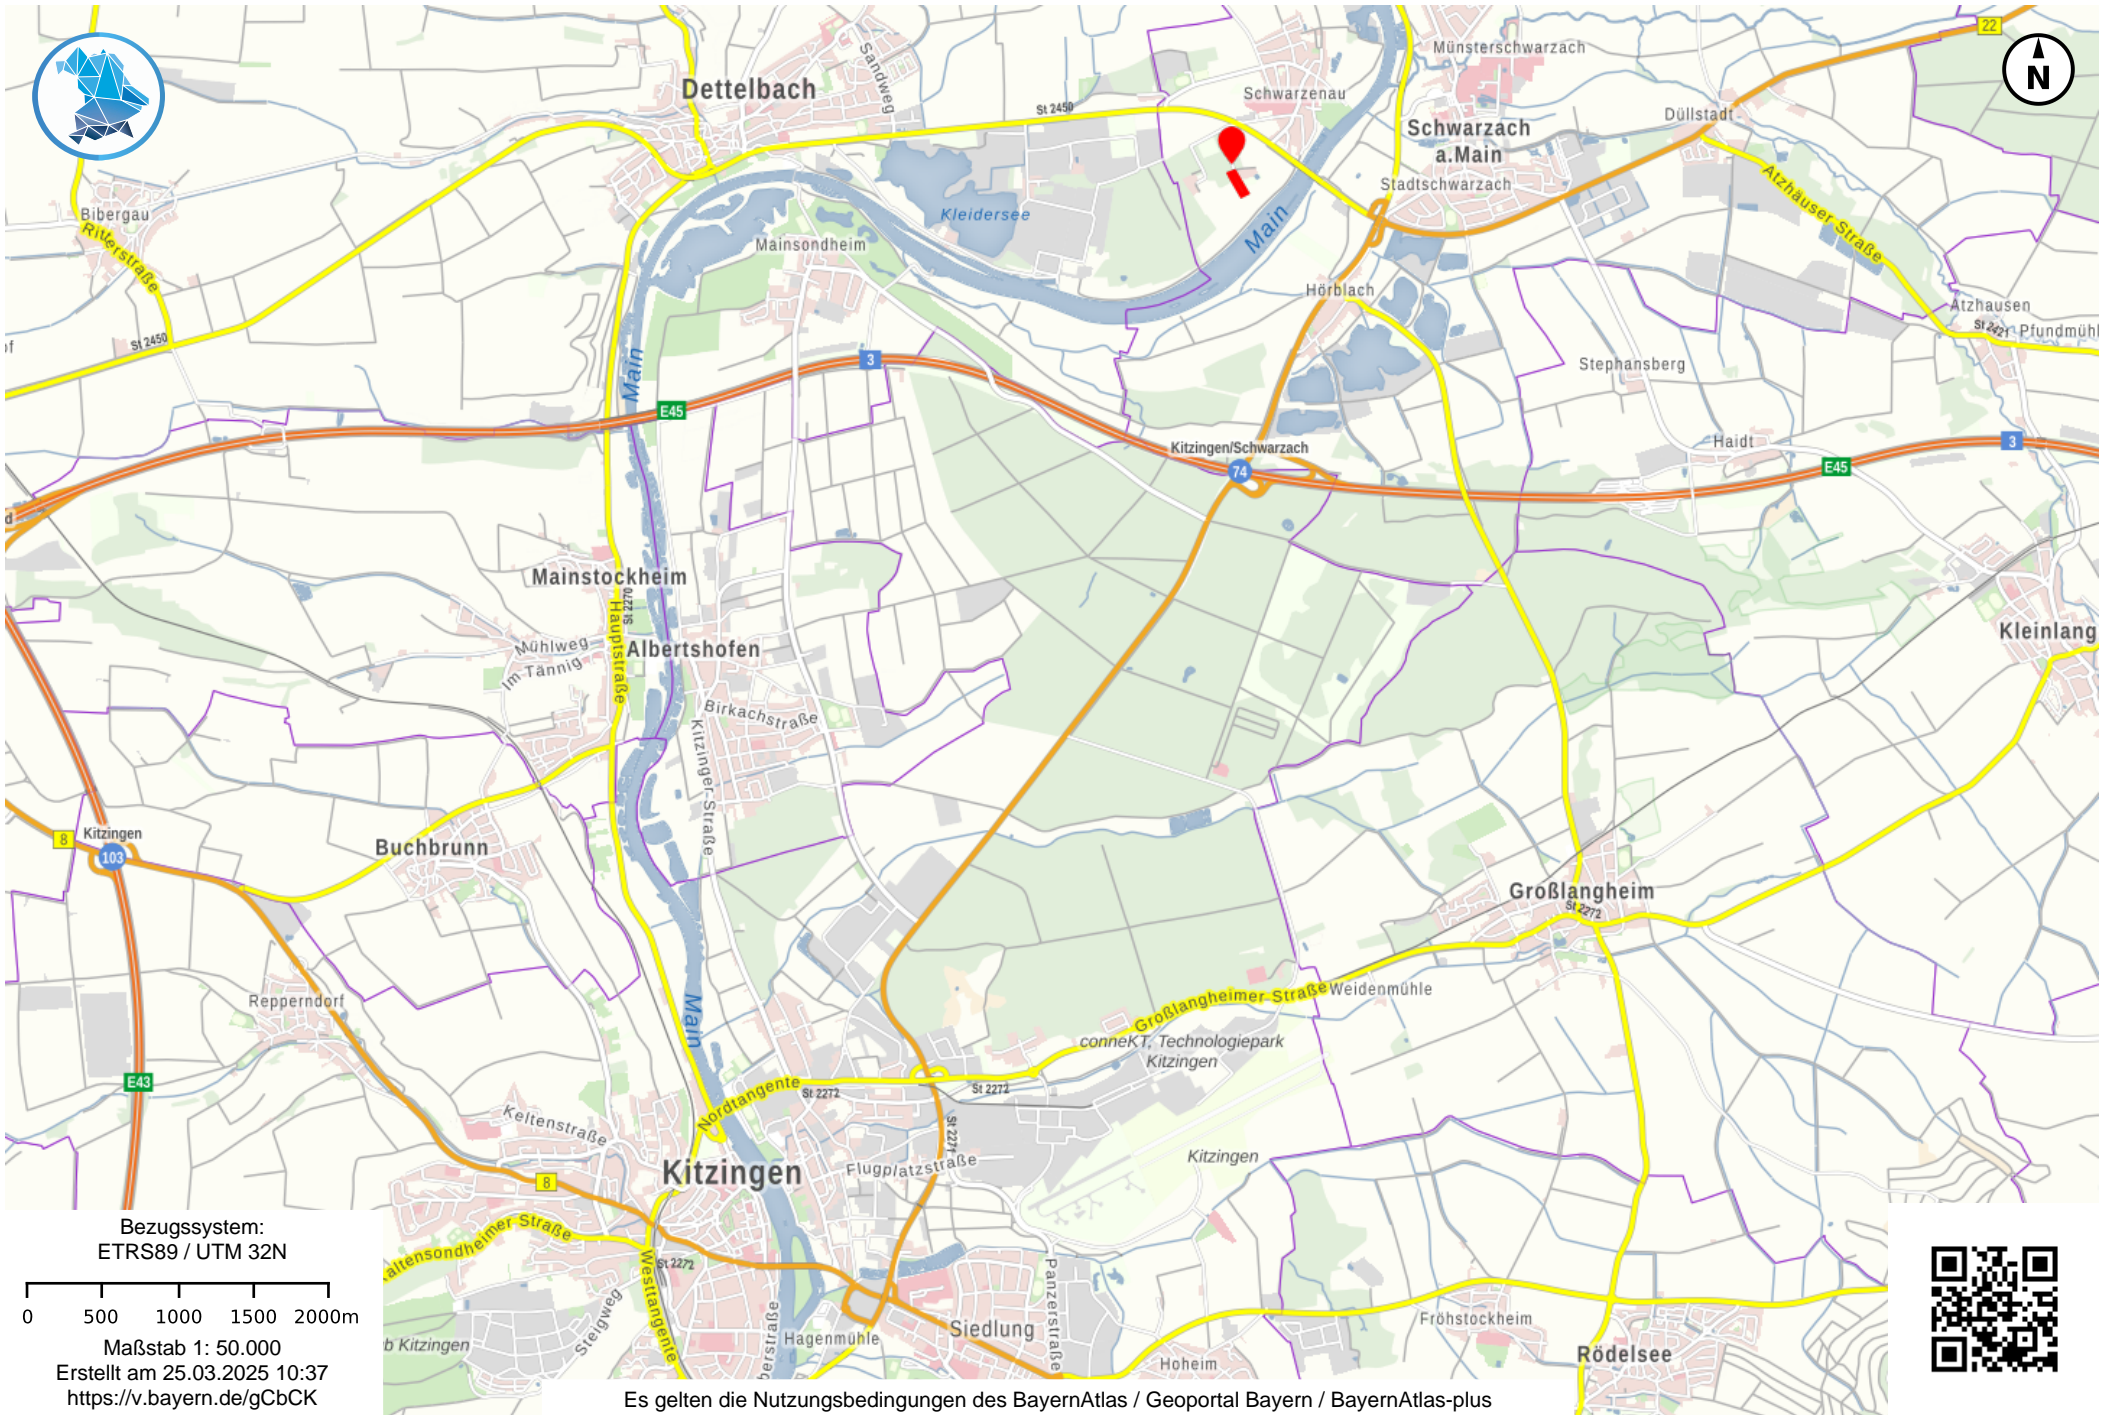 22
N
Münsterschwarzach
Sandweg
Dettelbach
Schwarzenau
St 2450
Düllstadt
Schwarzach
a.Main
Stadtschwarzach
Atzhäuser Straße
Bibergau
Ritterstraße
Kleidersee
Main
Mainsondheim
Hörblach
Atzhausen
St 2421
Pfundmühl
St 2450
of
3
Main
Stephansberg
E45
Kitzingen/Schwarzach
74
Haidt
3
E45
d
Mainstockheim
St 2270
Hauptstraße
Mühlweg
Im Tännig
Albertshofen
Kleinlang
Birkachstraße
Kitzinger Straße
8
Kitzingen
103
Buchbrunn
Großlangheim
St 2272
Repperndorf
Main
Großlangheimer Straße
Weidenmühle
conneKT, Technologiepark
Kitzingen
E43
Nordtangente
St 2272
St 2272
Keltenstraße
St 2271
Kitzingen
Flugplatzstraße
Kitzingen
8
altensondheimer Straße
Westtangente
St 2272
Panzerstraße
Steigweg
berstraße
Hagenmühle
Siedlung
Fröhstockheim
b Kitzingen
Hoheim
Rödelsee
Bezugssystem:
ETRS89 / UTM 32N
0 500 1000 1500 2000m
Maßstab 1: 50.000
Erstellt am 25.03.2025 10:37
https://v.bayern.de/gCbCK
Es gelten die Nutzungsbedingungen des BayernAtlas / Geoportal Bayern / BayernAtlas-plus